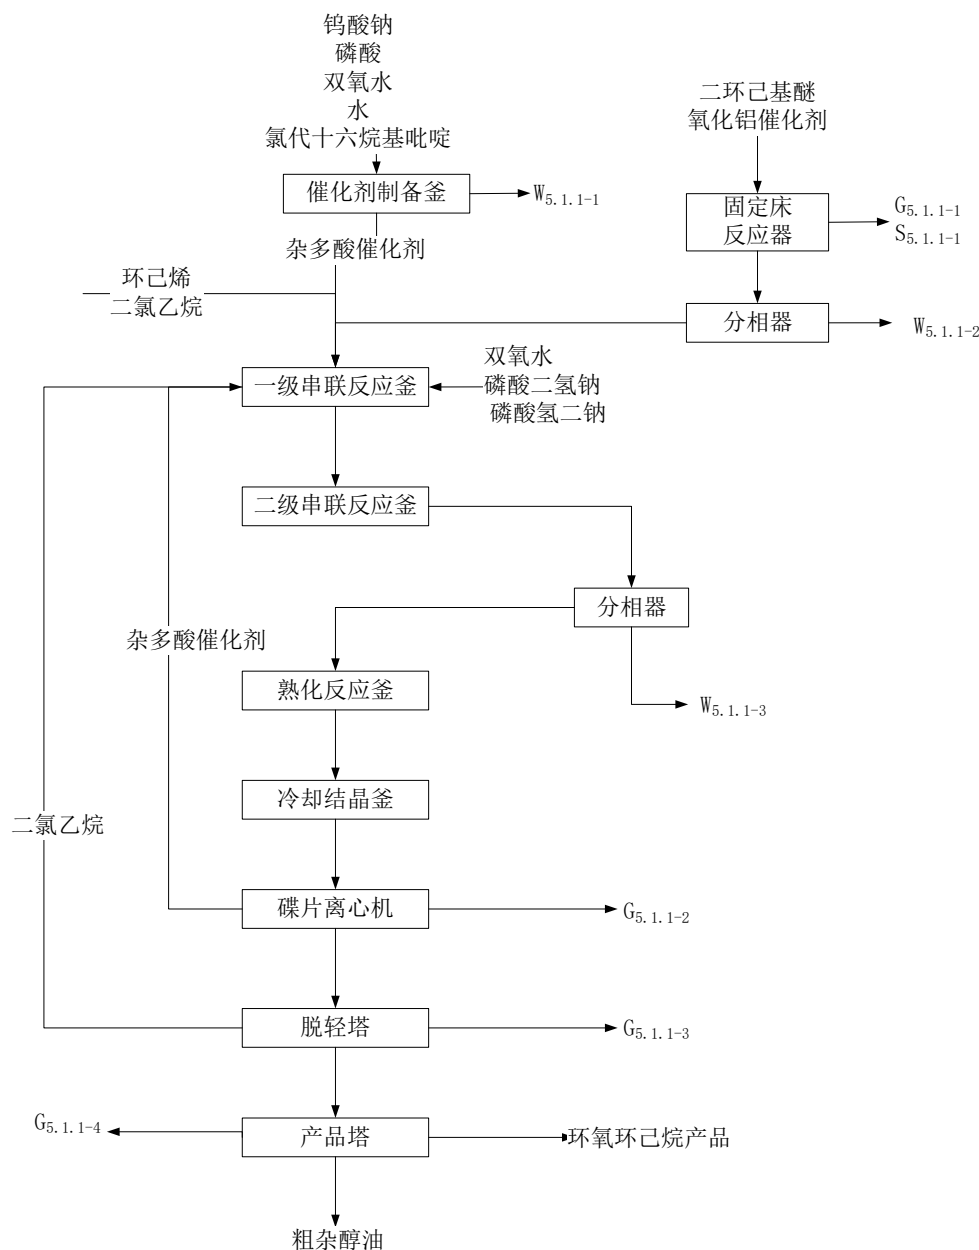 钨酸钠
磷酸
双氧水
水
氯代十六烷基吡啶
二环己基醚
氧化铝催化剂
催化剂制备釜
W5.1.1-1
固定床
反应器
G5.1.1-1
S5.1.1-1
杂多酸催化剂
环己烯
二氯乙烷
分相器
W5.1.1-2
双氧水
磷酸二氢钠
磷酸氢二钠
一级串联反应釜
二级串联反应釜
分相器
杂多酸催化剂
熟化反应釜
W5.1.1-3
冷却结晶釜
二氯乙烷
碟片离心机
G5.1.1-2
脱轻塔
G5.1.1-3
G5.1.1-4
产品塔
环氧环己烷产品
粗杂醇油